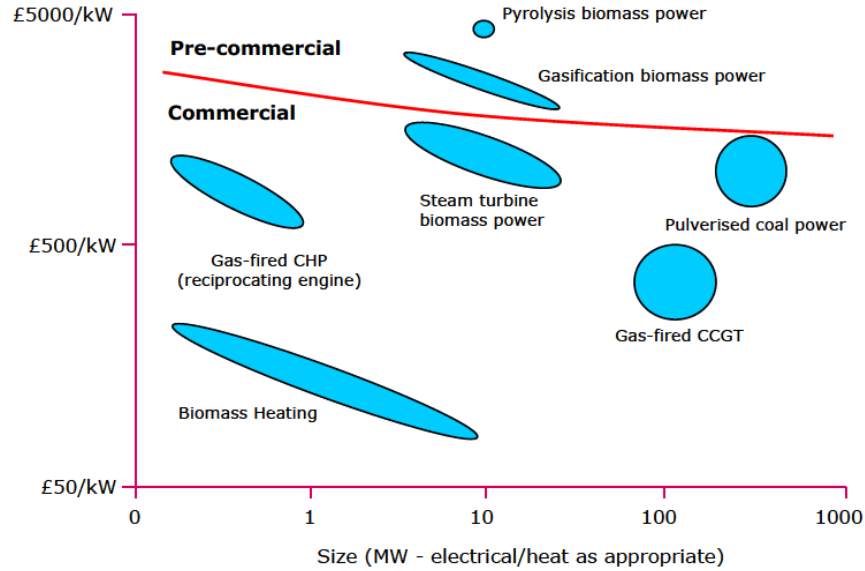 £5000/kW
Pyrolysis biomass power
Pre-commercial
Gasification biomass power
Commercial
Steam turbine
biomass power
Pulverised coal power
£500/kW
Gas-fired CHP
(reciprocating engine)
Gas-fired CCGT
Biomass Heating
£50/kW
0 1 10 100 1000
Size (MW - electrical/heat as appropriate)